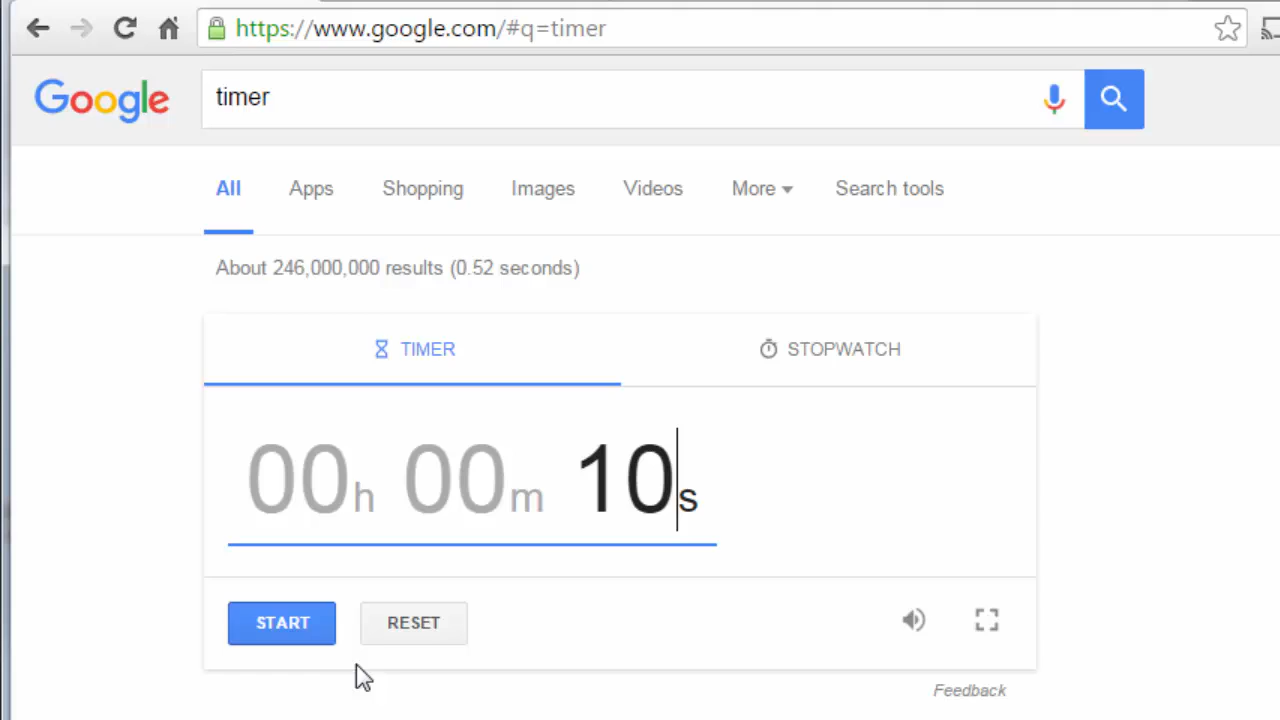 https://www.google.com/#q=timer
Google timer
All Apps Shopping Images Videos More Search tools
About 246,000,000 results (0.52 seconds)
TIMER STOPWATCH
00h 00m 10s
START RESET
Feedback